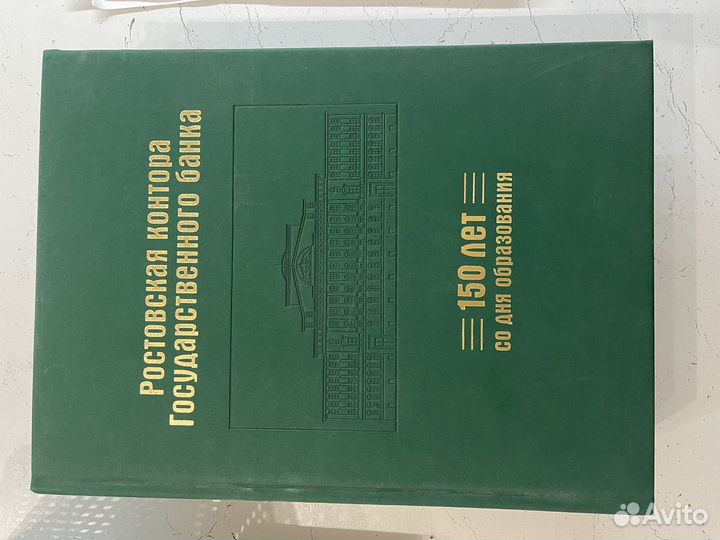 Ростовская контора
Государственного банка
150 лет
со дня образования
Avito